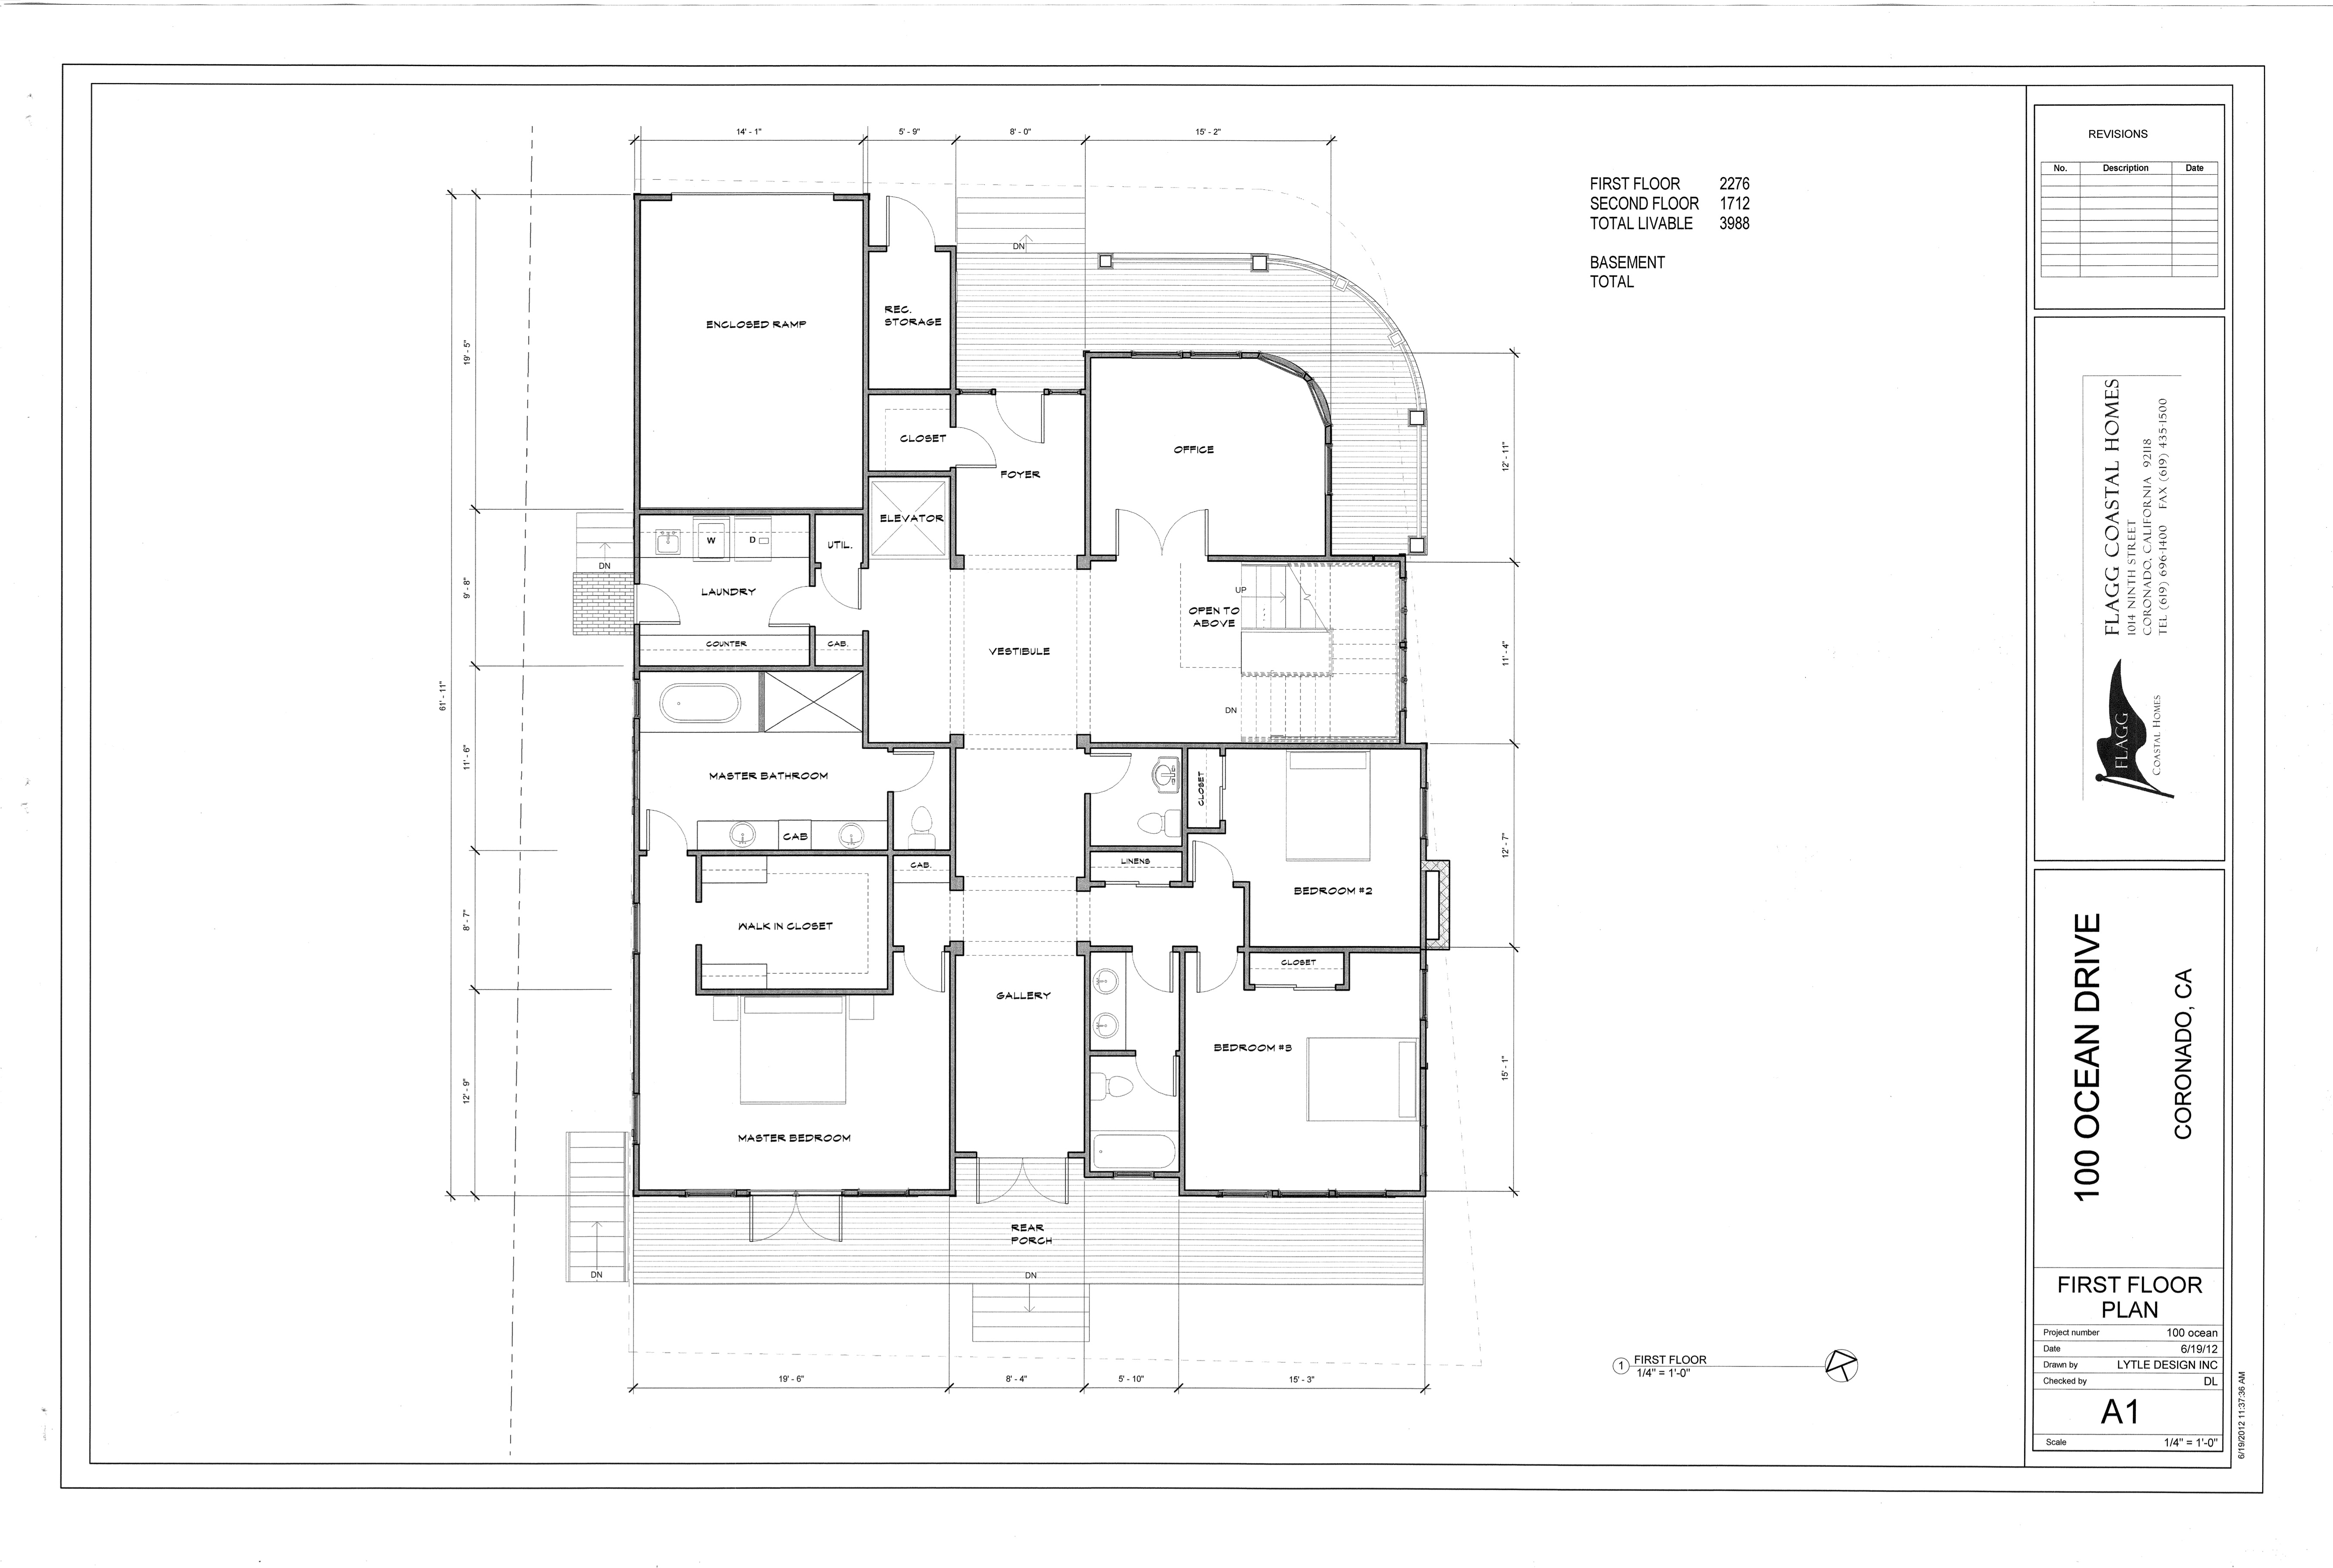 14' - 1"
5' - 9"
8' - 0"
15' - 2"
FIRST FLOOR 2276
SECOND FLOOR 1712
TOTAL LIVABLE 3988
BASEMENT
TOTAL
DN
ENCLOSED RAMP
REC.
STORAGE
CLOSET
FOYER
OFFICE
ELEVATOR
W
D
UTIL.
DN
LAUNDRY
COUNTER
CAB.
VESTIBULE
UP
OPEN TO
ABOVE
DN
MASTER BATHROOM
CAB
CLOSET
CAB.
LINENS
BEDROOM #2
WALK IN CLOSET
CLOSET
GALLERY
BEDROOM #3
MASTER BEDROOM
REAR
PORCH
DN
DN
19' - 5"
9' - 8"
61' - 11"
11' - 6"
8' - 7"
12' - 9"
12' - 11"
11' - 4"
12' - 7"
15' - 1"
19' - 6"
8' - 4"
5' - 10"
15' - 3"
1 FIRST FLOOR
1/4" = 1'-0"
REVISIONS
No. Description Date
FLAGG COASTAL HOMES
1014 NINTH STREET
CORONADO, CALIFORNIA 92118
TEL (619) 696-1400 FAX (619) 435-1500
FLAGG
COASTAL HOMES
100 OCEAN DRIVE
CORONADO, CA
FIRST FLOOR
PLAN
Project number 100 ocean
Date 6/19/12
Drawn by LYTLE DESIGN INC
Checked by DL
A1
Scale 1/4" = 1'-0"
6/19/2012 11:37:36 AM